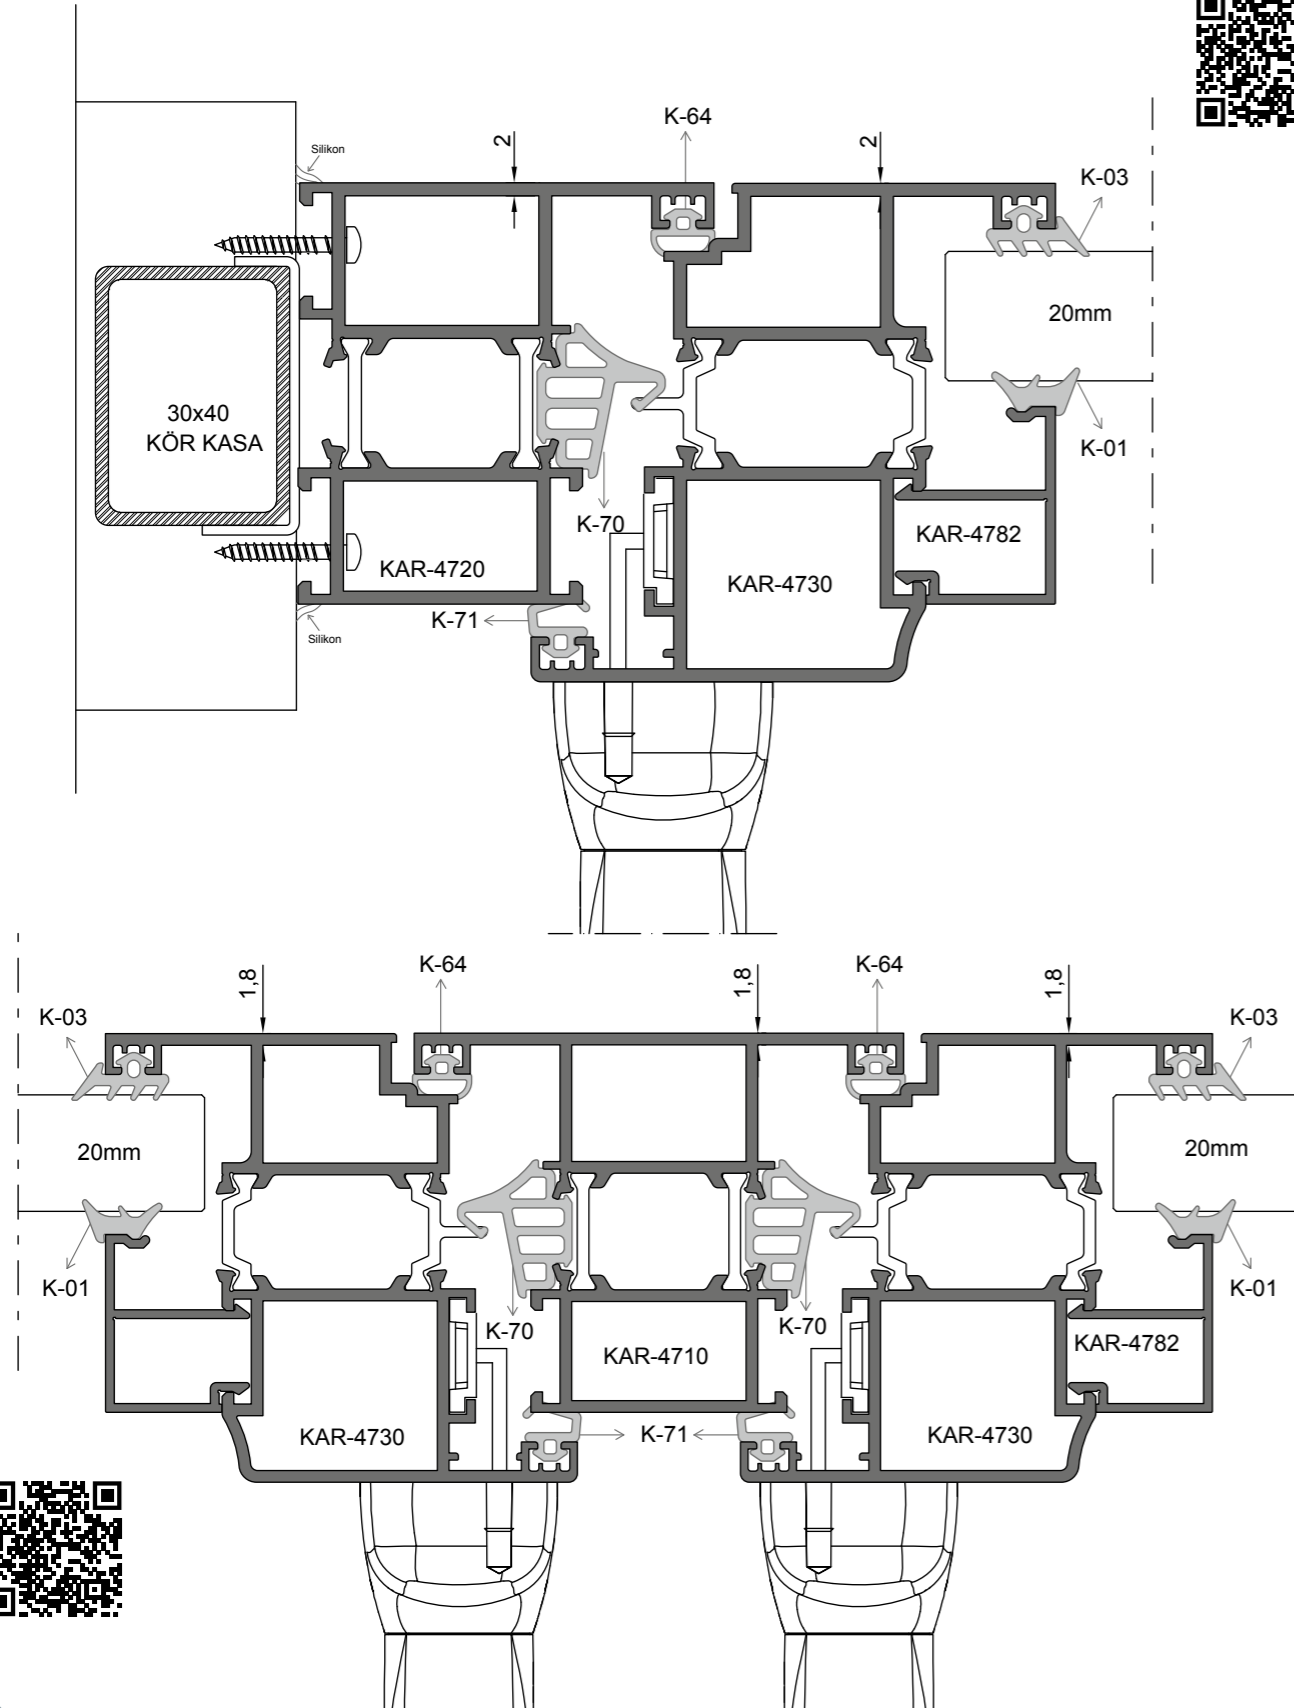 K-64
2
2
Silikon
K-03
20mm
30x40
KÖR KASA
K-01
K-70
KAR-4782
KAR-4720
KAR-4730
K-71
Silikon
K-64
K-64
1,8
1,8
1,8
K-03
K-03
20mm
20mm
K-01
K-01
K-70
K-70
KAR-4782
KAR-4710
KAR-4730
K-71
KAR-4730